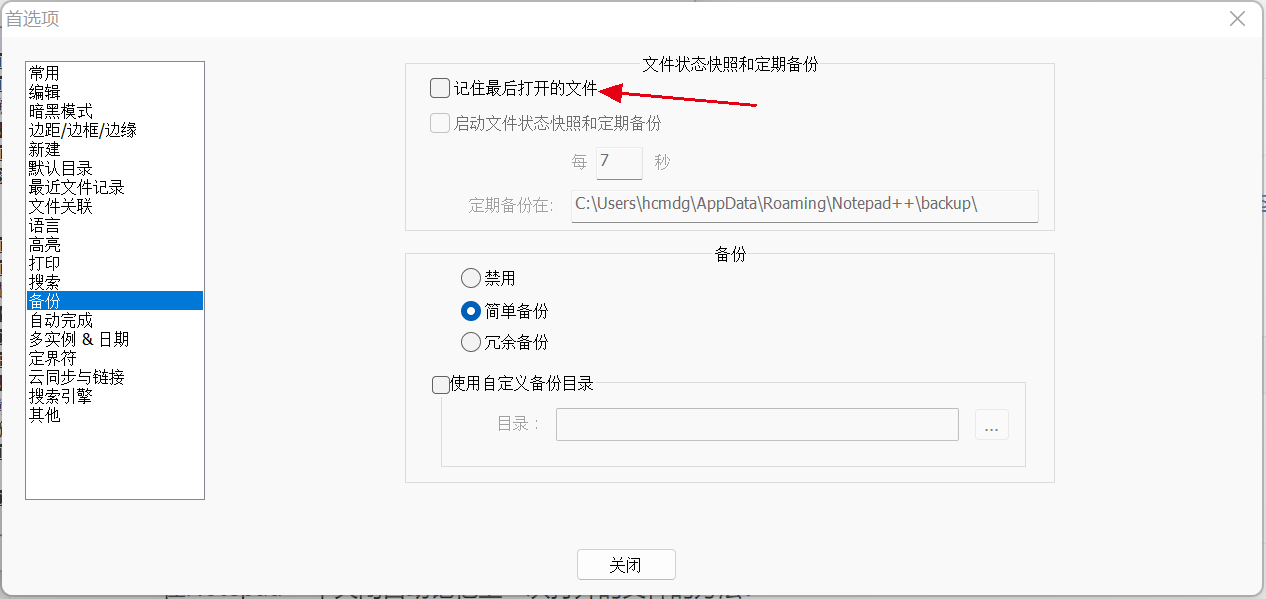 首选项
常用
编辑
暗黑模式
边距/边框/边缘
新建
默认目录
最近文件记录
文件关联
语言
高亮
打印
搜索
备份
自动完成
多实例 & 日期
定界符
云同步与链接
搜索引擎
其他
文件状态快照和定期备份
记住最后打开的文件
启动文件状态快照和定期备份
每 7 秒
定期备份在: C:\Users\hcmdg\AppData\Roaming\Notepad++\backup\
备份
禁用
简单备份
冗余备份
使用自定义备份目录
目录： ...
关闭